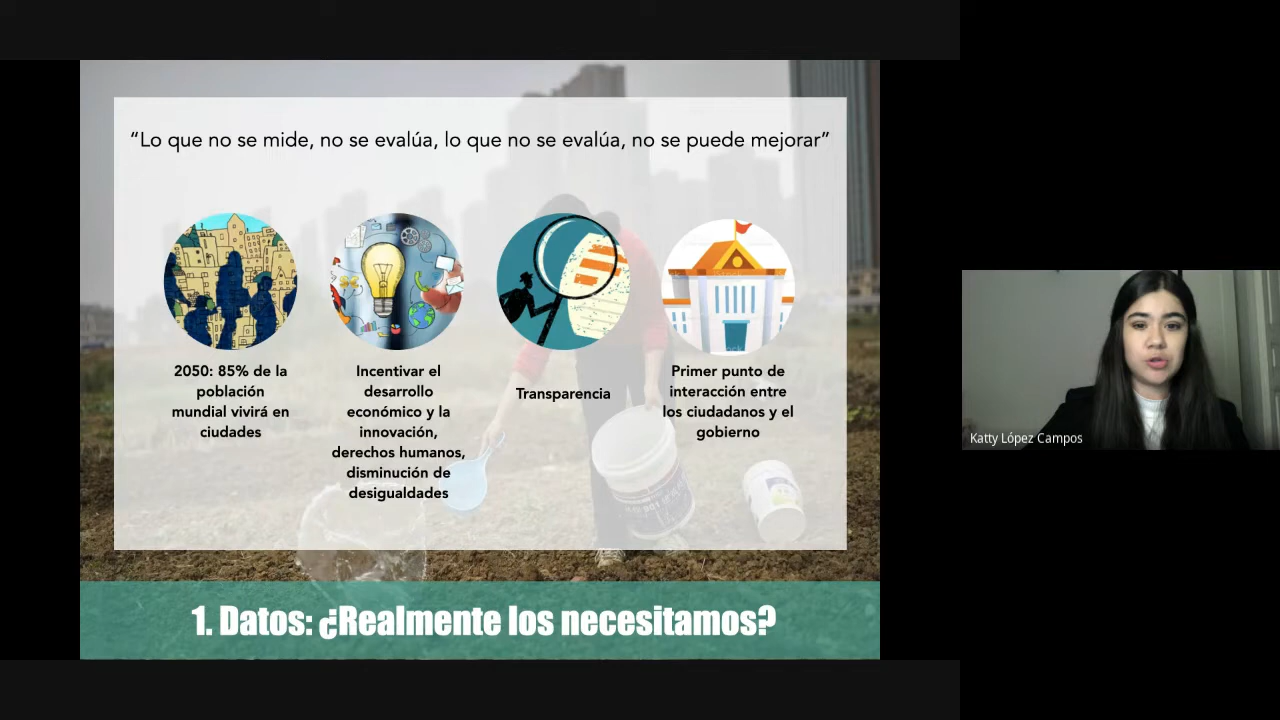 “Lo que no se mide, no se evalúa, lo que no se evalúa, no se puede mejorar”
2050: 85% de la
población
mundial vivirá en
ciudades
Incentivar el
desarrollo
económico y la
innovación,
derechos humanos,
disminución de
desigualdades
Transparencia
Primer punto de
interacción entre
los ciudadanos y el
gobierno
1. Datos: ¿Realmente los necesitamos?
Katty López Campos